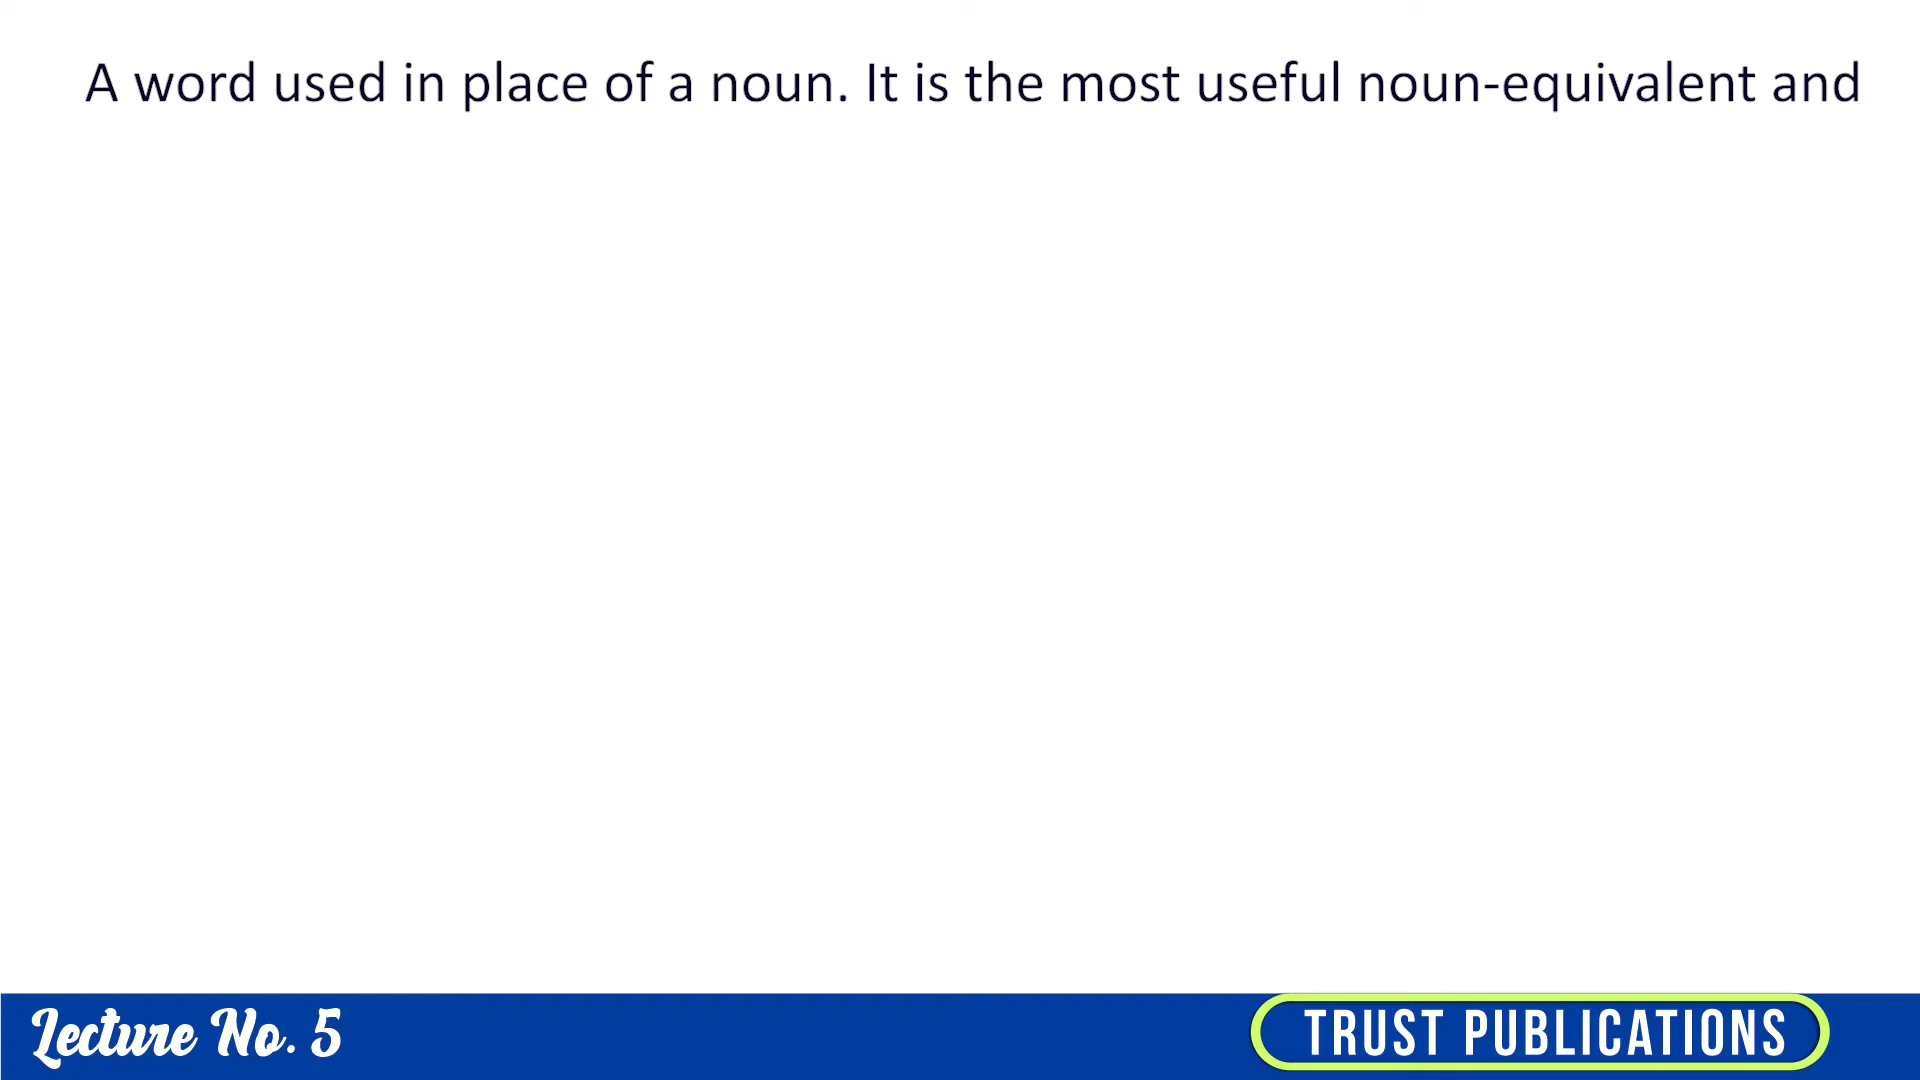 A word used in place of a noun. It is the most useful noun-equivalent and
Lecture No. 5
TRUST PUBLICATIONS